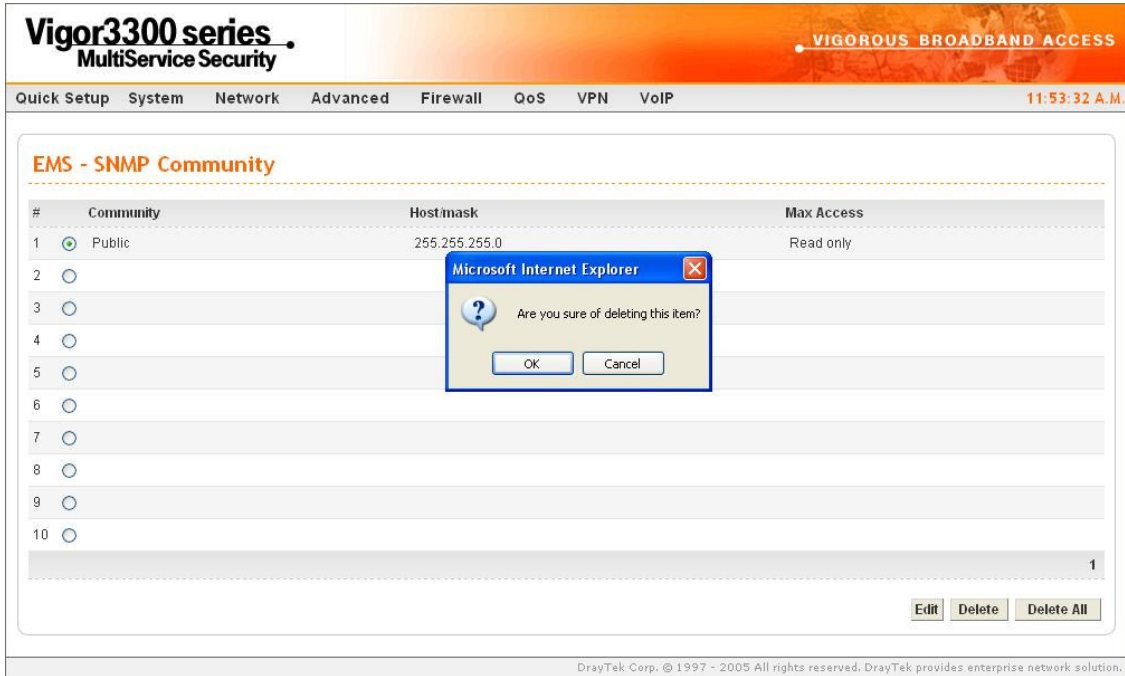 Vigor3300 series
MultiService Security
VIGOROUS BROADBAND ACCESS
Quick Setup System Network Advanced Firewall QoS VPN VoIP 11:53:32 A.M.
EMS - SNMP Community
# Community Host/mask Max Access
1 Public 255.255.255.0 Read only
2
3
4
5
6
7
8
9
10
Microsoft Internet Explorer
Are you sure of deleting this item?
OK Cancel
1
Edit Delete Delete All
DrayTek Corp. © 1997 - 2005 All rights reserved. DrayTek provides enterprise network solution.